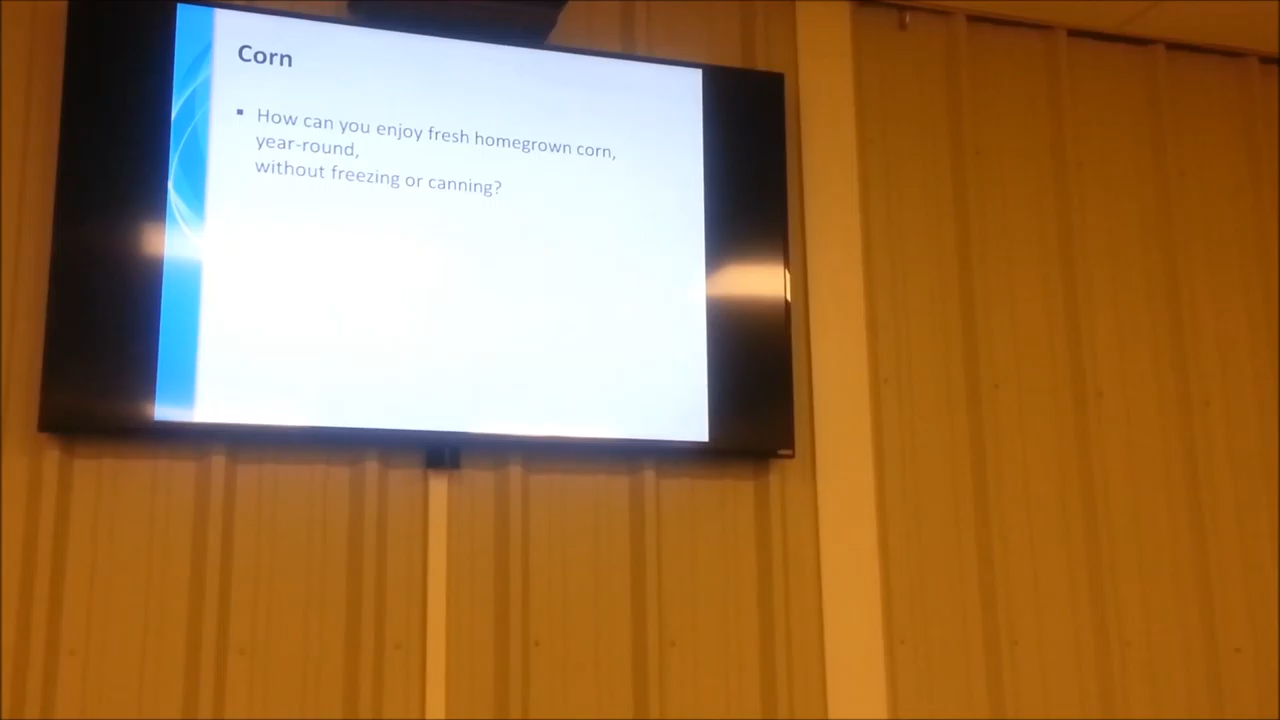 Corn
▪ How can you enjoy fresh homegrown corn,
year-round,
without freezing or canning?